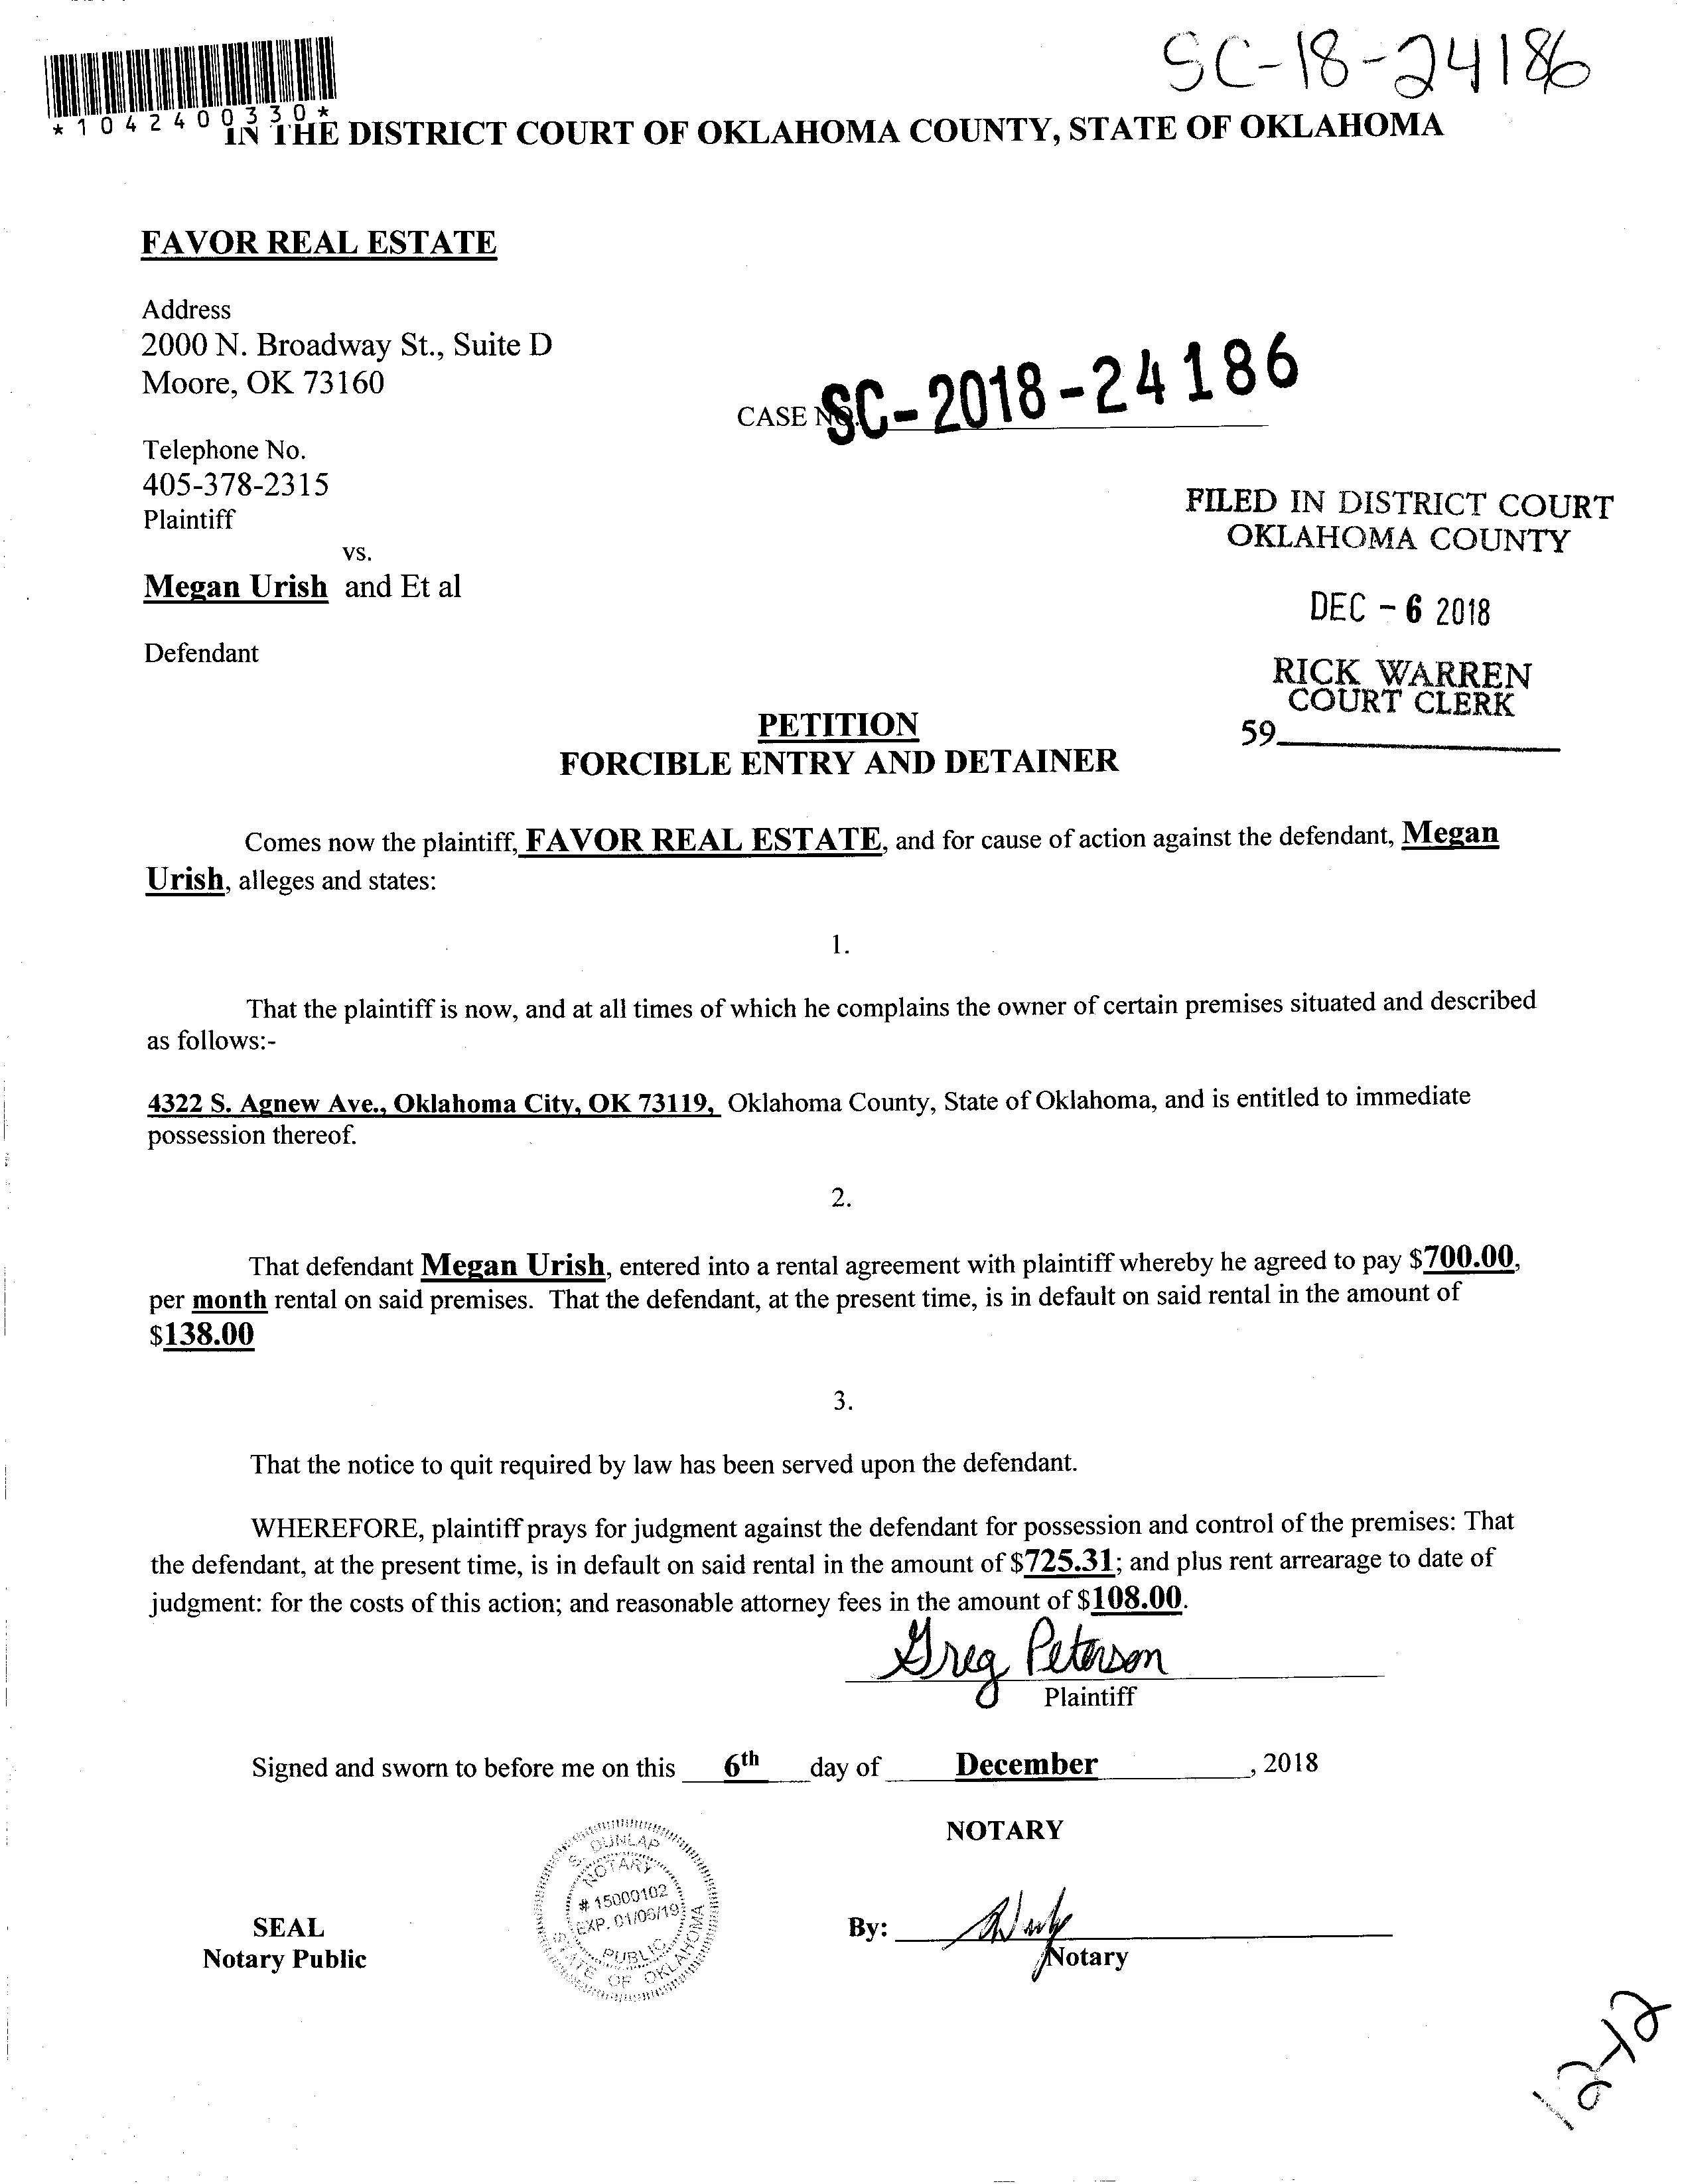 SC-18-24186
*1042400330*
IN THE DISTRICT COURT OF OKLAHOMA COUNTY, STATE OF OKLAHOMA
FAVOR REAL ESTATE
Address
2000 N. Broadway St., Suite D
Moore, OK 73160
CASE NO. SC-2018-24186
Telephone No.
405-378-2315
Plaintiff
vs.
Megan Urish and Et al
Defendant
FILED IN DISTRICT COURT
OKLAHOMA COUNTY
DEC - 6 2018
RICK WARREN
COURT CLERK
59
PETITION
FORCIBLE ENTRY AND DETAINER
Comes now the plaintiff, FAVOR REAL ESTATE, and for cause of action against the defendant, Megan
Urish, alleges and states:
1.
That the plaintiff is now, and at all times of which he complains the owner of certain premises situated and described
as follows:-
4322 S. Agnew Ave., Oklahoma City, OK 73119, Oklahoma County, State of Oklahoma, and is entitled to immediate
possession thereof.
2.
That defendant Megan Urish, entered into a rental agreement with plaintiff whereby he agreed to pay $700.00,
per month rental on said premises. That the defendant, at the present time, is in default on said rental in the amount of
$138.00
3.
That the notice to quit required by law has been served upon the defendant.
WHEREFORE, plaintiff prays for judgment against the defendant for possession and control of the premises: That
the defendant, at the present time, is in default on said rental in the amount of $725.31; and plus rent arrearage to date of
judgment: for the costs of this action; and reasonable attorney fees in the amount of $108.00.
Greg Peterson
Plaintiff
Signed and sworn to before me on this 6th day of December, 2018
NOTARY
S. DUNLAP
NOTARY
# 15000102
EXP. 01/06/19
PUBLIC
STATE OF OKLAHOMA
SEAL
Notary Public
By:
Notary
12-12